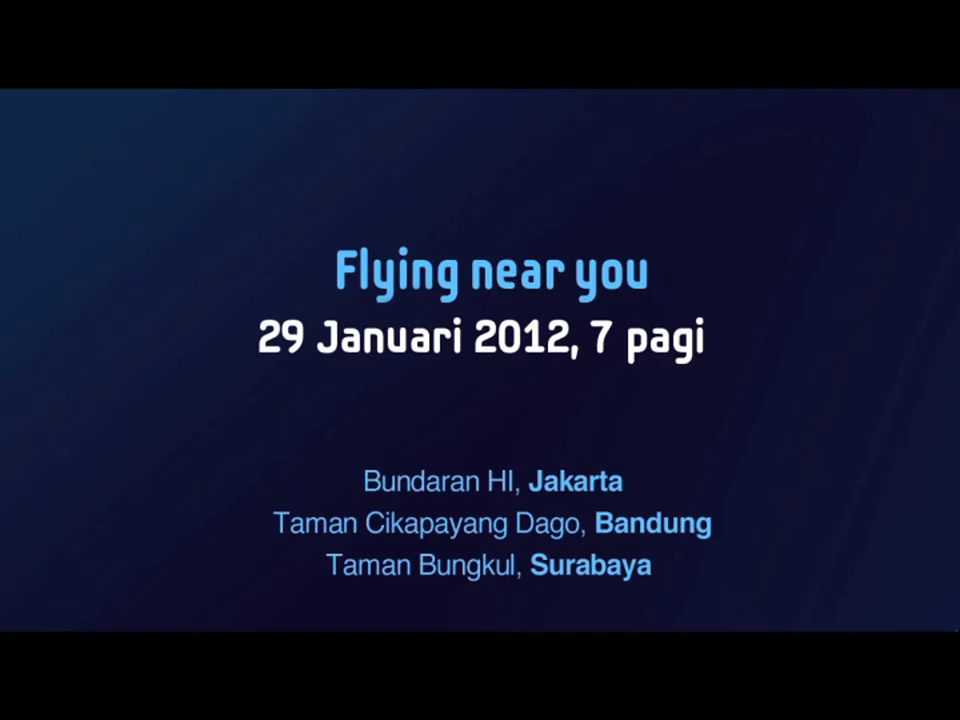 Flying near you
29 Januari 2012, 7 pagi
Bundaran HI, Jakarta
Taman Cikapayang Dago, Bandung
Taman Bungkul, Surabaya